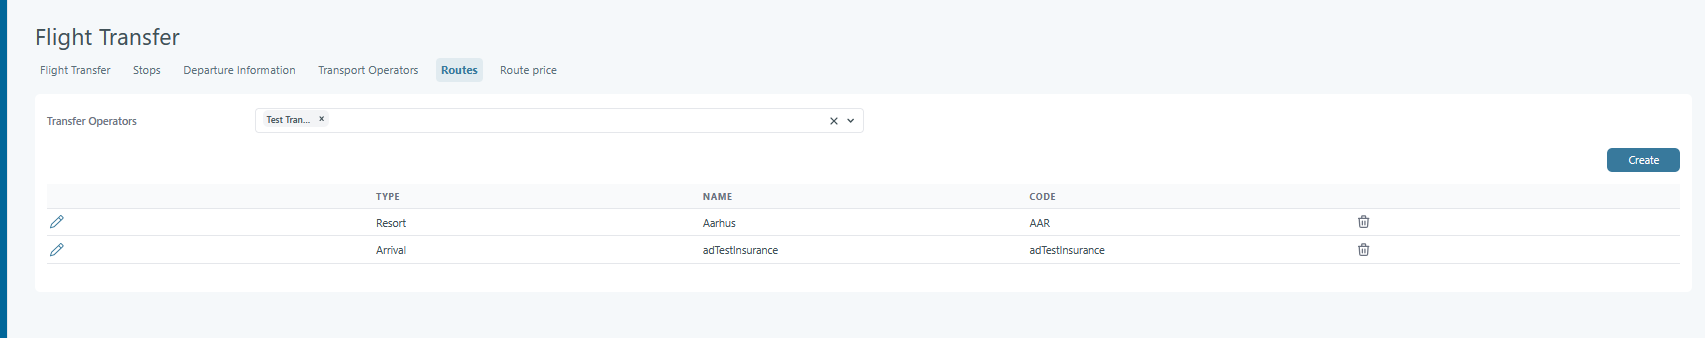 Flight Transfer
Flight Transfer Stops Departure Information Transport Operators Routes Route price
Transfer Operators Test Tran...
Create
TYPE NAME CODE
Resort Aarhus AAR
Arrival adTestInsurance adTestInsurance